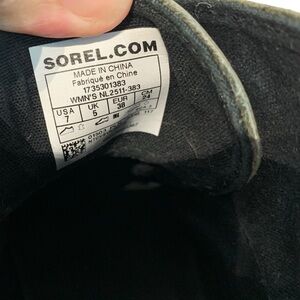 SOREL.COM
MADE IN CHINA
Fabriqué en Chine
1735301383
WMN'S NL2511-383
USA UK EUR CM
7 5 38 24